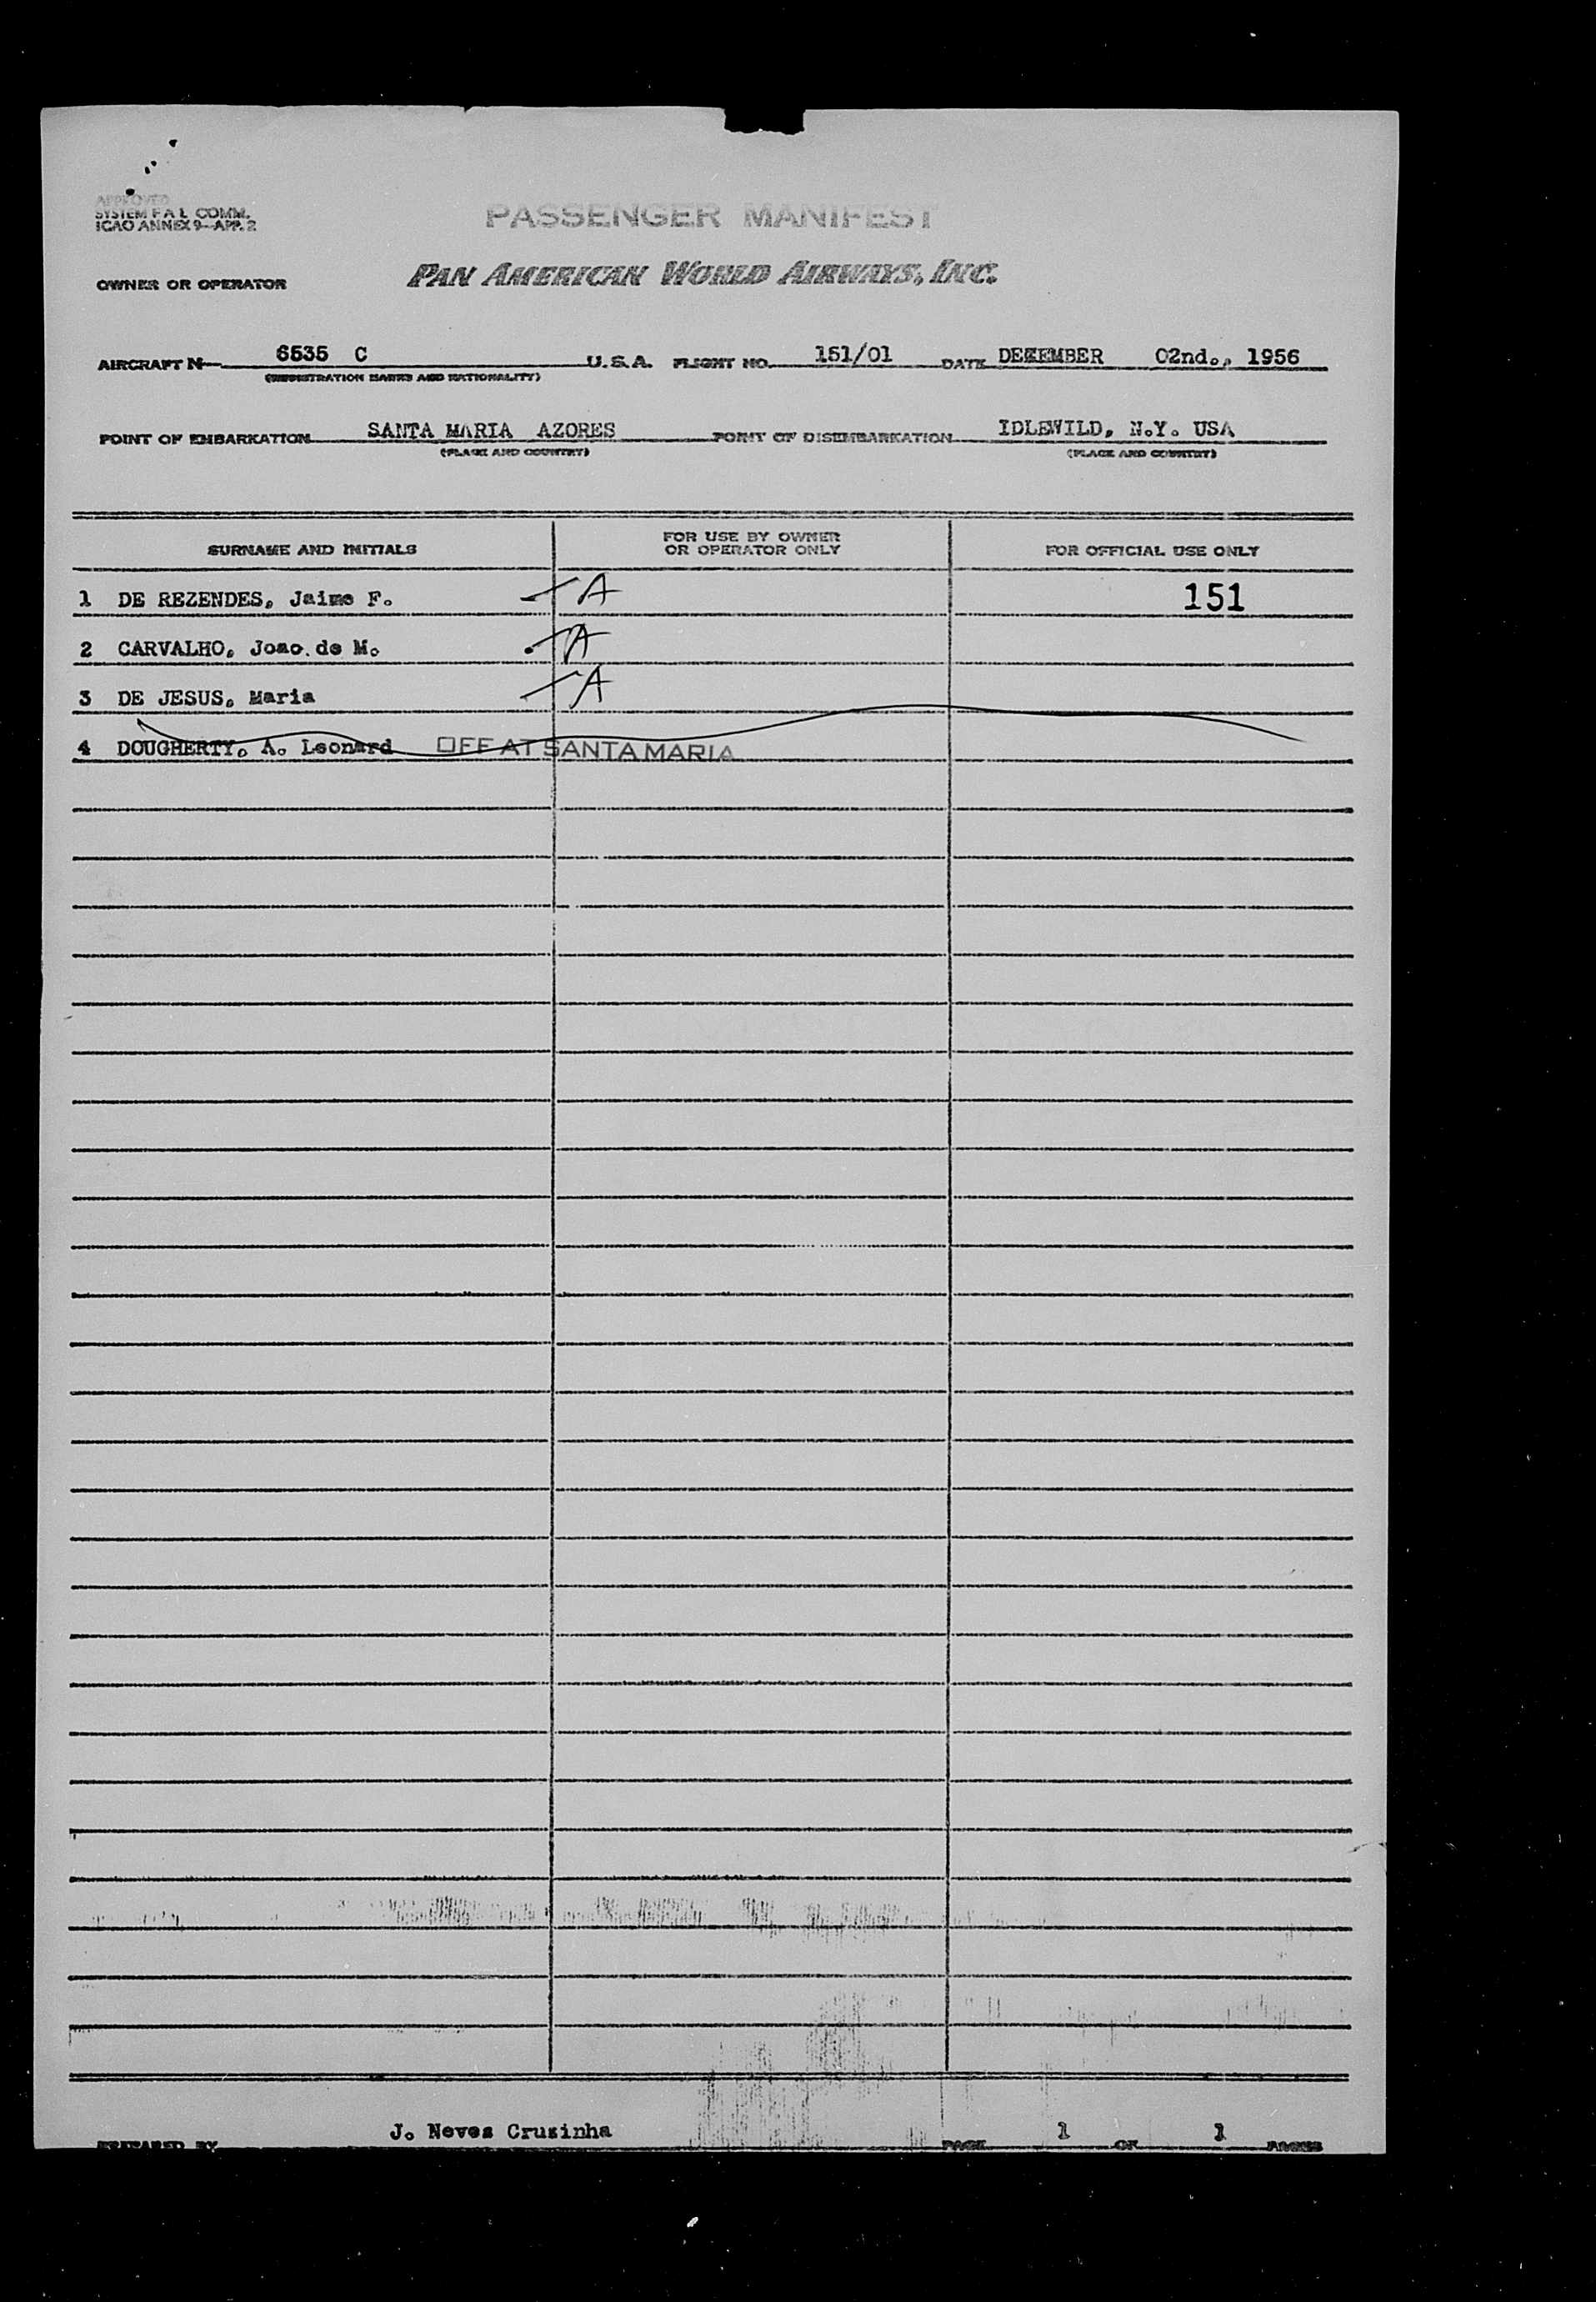 APPROVED
SYSTEM F A L COMM.
ICAO ANNEX 9—APP. 2
PASSENGER MANIFEST
OWNER OR OPERATOR PAN AMERICAN WORLD AIRWAYS, INC.
AIRCRAFT N— 6535 C U.S.A. FLIGHT NO. 151/01 DATE DEKEMBER 02nd., 1956
(REGISTRATION MARKS AND NATIONALITY)
POINT OF EMBARKATION SANTA MARIA AZORES POINT OF DISEMBARKATION IDLEWILD, N.Y. USA
(PLACE AND COUNTRY) (PLACE AND COUNTRY)
SURNAME AND INITIALS FOR USE BY OWNER OR OPERATOR ONLY FOR OFFICIAL USE ONLY
1 DE REZENDES, Jaime F. A 151
2 CARVALHO, Joao de M. A
3 DE JESUS, Maria A
4 DOUGHERTY. A. Leonard OFF AT SANTA MARIA
J. Neves Crusinha
PREPARED BY PAGE 1 OF 1 PAGES